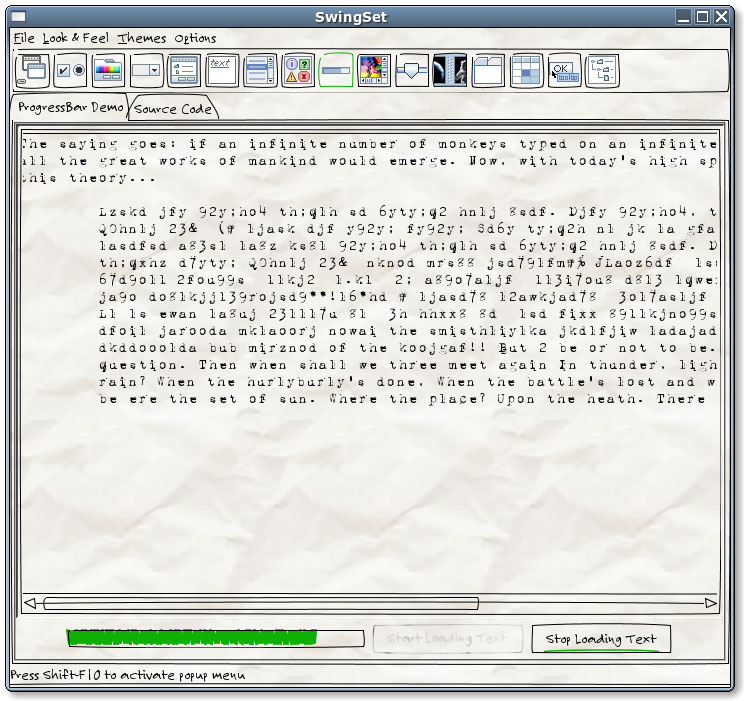 SwingSet
File Look & Feel Themes Options
text
OK
tooltip
ProgressBar Demo Source Code
The saying goes: if an infinite number of monkeys typed on an infinite
all the great works of mankind would emerge. Now, with today's high sp
this theory...
Lzskd jfy 92y;ho4 th;qlh sd 6yty;q2 hnlj 8sdf. Djfy 92y;ho4, t
QOhnlj 23& (# ljask djf y92y; fy92y; Sd6y ty;q2h nl jk la gfa
lasdfsd a83sl la8z ks8l 92y;ho4 th;qlh sd 6yty;q2 hnlj 8sdf. D
th;qxhz d7yty; QOhnlj 23& nknod mrs88 jsd79lfm#% JLaoz6df ls
67d9oll 2fou99s llkj2 l.kl 2; a89o7aljf ll3i7ou8 d8l3 lqwe
ja9o do8lkjjl39rojsd9**!l6*hd # ljasd78 l2awkjad78 3ol7asljf
Ll ls ewan la8uj 23lll7u 8l 3h hhxx8 8d lsd fixx 89llkjno99s
dfoil jarooda mklaoorj nowai the smisthliylka jkdlfjiw ladajad
dkddooolda bub mirznod of the koojgaf!! But 2 be or not to be.
question. Then when shall we three meet again In thunder, ligh
rain? When the hurlyburly's done, When the battle's lost and w
be ere the set of sun. Where the place? Upon the heath. There
Start Loading Text Stop Loading Text
Press Shift-F10 to activate popup menu